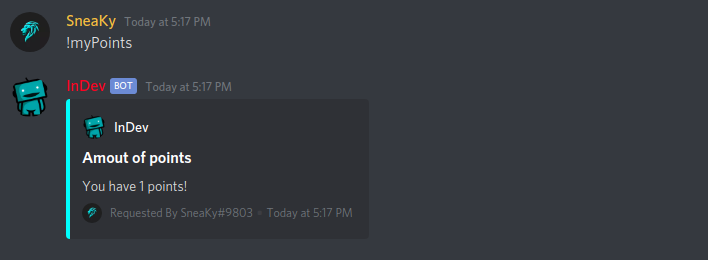 SneaKy Today at 5:17 PM
!myPoints
InDev BOT Today at 5:17 PM
InDev
Amout of points
You have 1 points!
Requested By SneaKy#9803 • Today at 5:17 PM